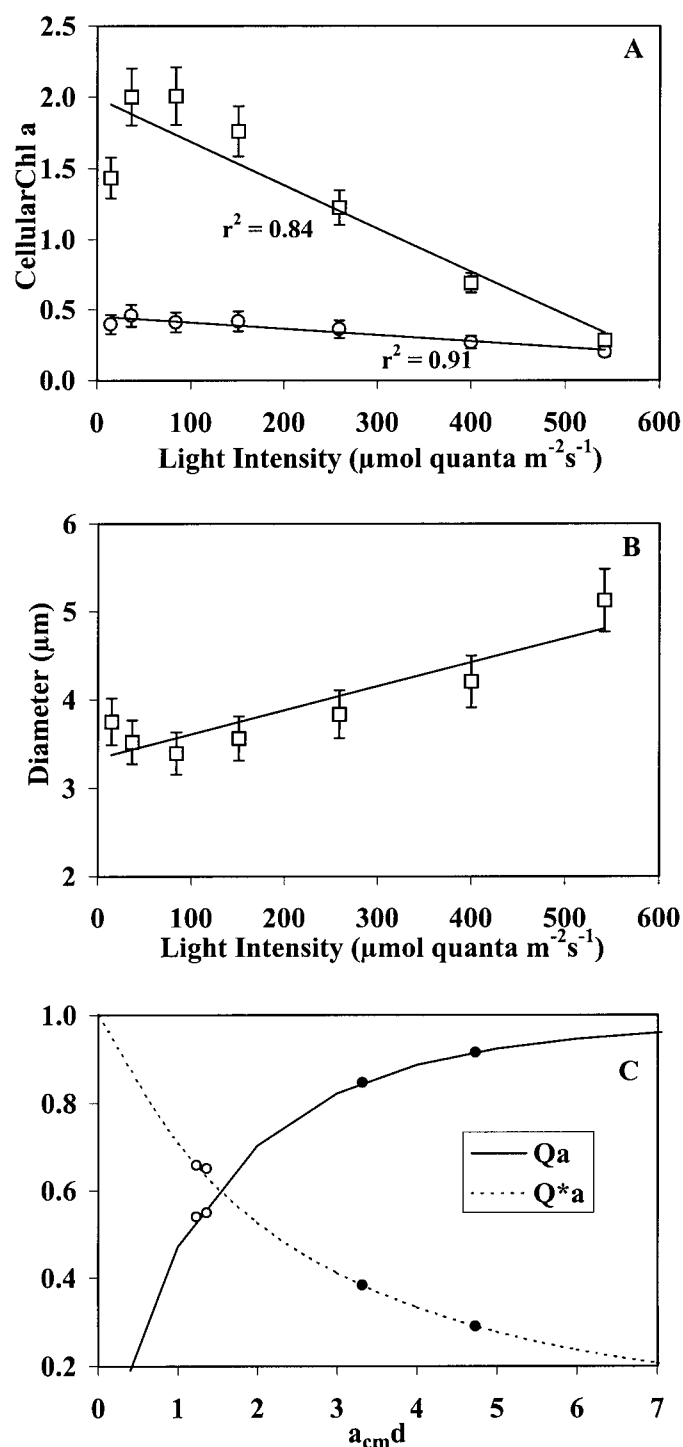 A
2.5
2.0
1.5
1.0
0.5
0.0
CellularChl a
r² = 0.84
r² = 0.91
0 100 200 300 400 500 600
Light Intensity (µmol quanta m⁻²s⁻¹)
B
6
5
4
3
2
Diameter (µm)
0 100 200 300 400 500 600
Light Intensity (µmol quanta m⁻²s⁻¹)
C
1.0
0.8
0.6
0.4
0.2
Qa
Q*a
0 1 2 3 4 5 6 7
a_cm d